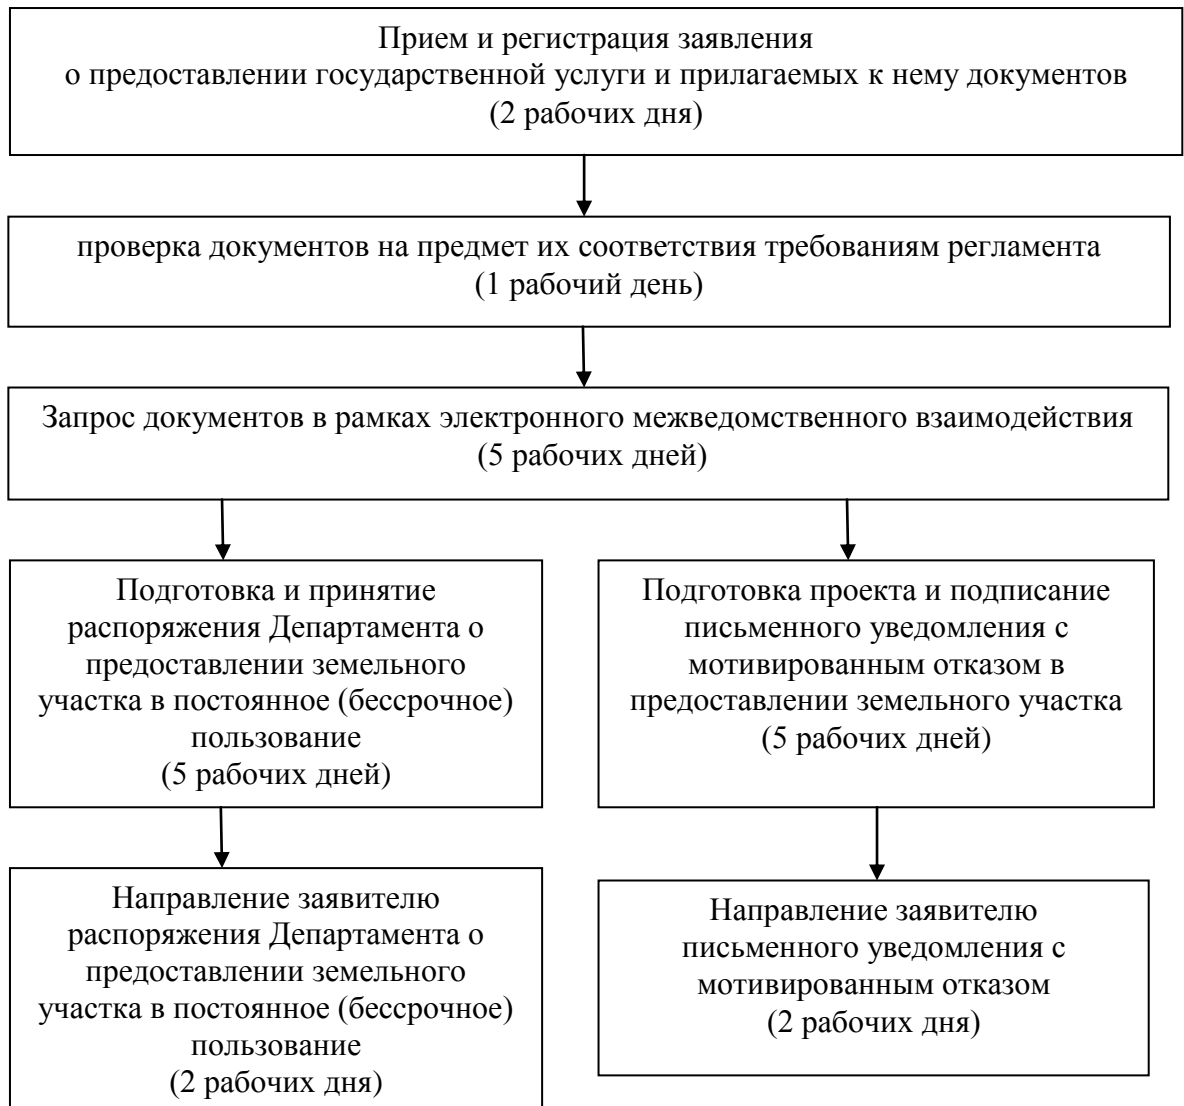 Прием и регистрация заявления
о предоставлении государственной услуги и прилагаемых к нему документов
(2 рабочих дня)
проверка документов на предмет их соответствия требованиям регламента
(1 рабочий день)
Запрос документов в рамках электронного межведомственного взаимодействия
(5 рабочих дней)
Подготовка и принятие
распоряжения Департамента о
предоставлении земельного
участка в постоянное (бессрочное)
пользование
(5 рабочих дней)
Подготовка проекта и подписание
письменного уведомления с
мотивированным отказом в
предоставлении земельного участка
(5 рабочих дней)
Направление заявителю
распоряжения Департамента о
предоставлении земельного
участка в постоянное (бессрочное)
пользование
(2 рабочих дня)
Направление заявителю
письменного уведомления с
мотивированным отказом
(2 рабочих дня)